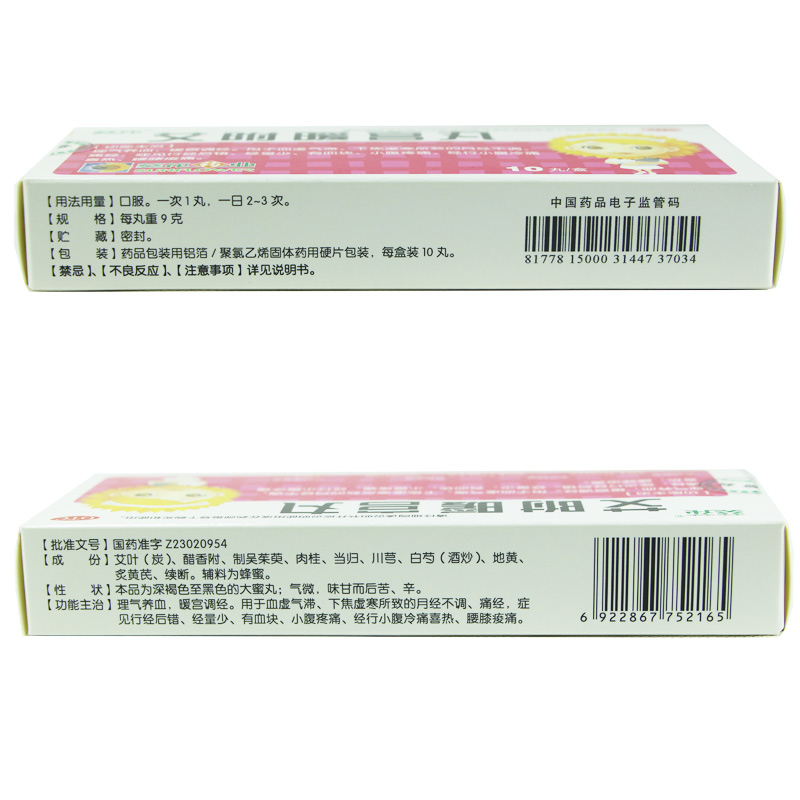 艾附暖宫丸
10丸/盒
【用法用量】口服。一次1丸，一日2~3次。
【规　　格】每丸重9克
【贮　　藏】密封。
【包　　装】药品包装用铝箔/聚氯乙烯固体药用硬片包装，每盒装10丸。
【禁忌】、【不良反应】、【注意事项】详见说明书。
中国药品电子监管码
81778 15000 31447 37034
艾附暖宫丸
【批准文号】国药准字 Z23020954
【成　　份】艾叶（炭）、醋香附、制吴茱萸、肉桂、当归、川芎、白芍（酒炒）、地黄、
炙黄芪、续断。辅料为蜂蜜。
【性　　状】本品为深褐色至黑色的大蜜丸；气微，味甘而后苦、辛。
【功能主治】理气养血，暖宫调经。用于血虚气滞、下焦虚寒所致的月经不调、痛经，症
见行经后错、经量少、有血块、小腹疼痛、经行小腹冷痛喜热、腰膝痠痛。
6 922867 752165